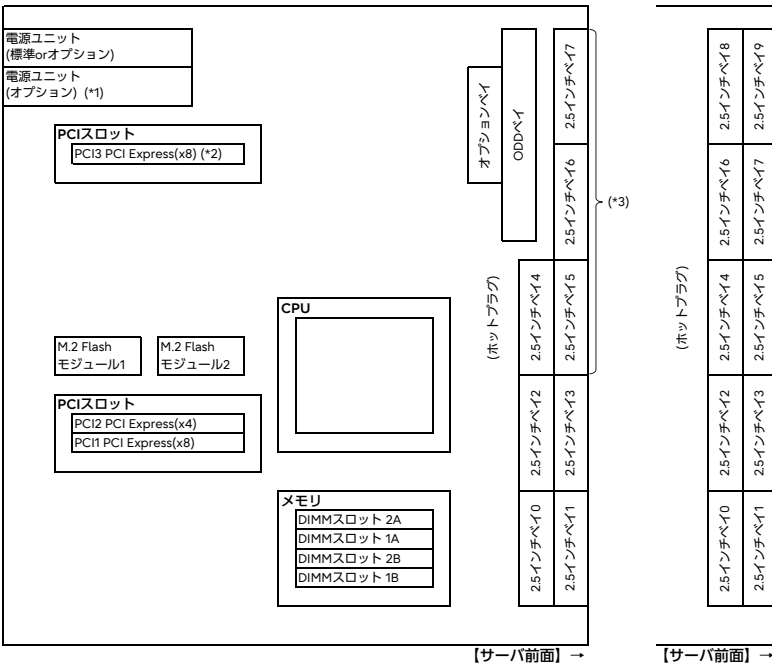 電源ユニット
(標準orオプション)
電源ユニット
(オプション) (*1)
PCIスロット
PCI3 PCI Express(x8) (*2)
オプションベイ
ODDベイ
2.5インチベイ7
2.5インチベイ6
(*3)
(ホットプラグ)
2.5インチベイ4
2.5インチベイ5
2.5インチベイ2
2.5インチベイ3
2.5インチベイ0
2.5インチベイ1
CPU
M.2 Flash
モジュール1
M.2 Flash
モジュール2
PCIスロット
PCI2 PCI Express(x4)
PCI1 PCI Express(x8)
メモリ
DIMMスロット 2A
DIMMスロット 1A
DIMMスロット 2B
DIMMスロット 1B
【サーバ前面】→
2.5インチベイ8
2.5インチベイ9
2.5インチベイ6
2.5インチベイ7
(ホットプラグ)
2.5インチベイ4
2.5インチベイ5
2.5インチベイ2
2.5インチベイ3
2.5インチベイ0
2.5インチベイ1
【サーバ前面】→